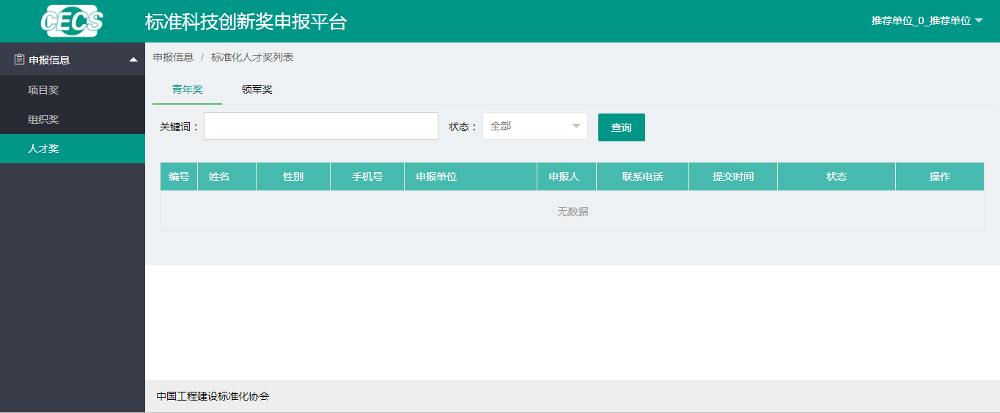 CECS 标准科技创新奖申报平台 推荐单位_0_推荐单位
申报信息
项目奖
组织奖
人才奖
申报信息 / 标准化人才奖列表
青年奖 领军奖
关键词： 状态： 全部 查询
编号 姓名 性别 手机号 申报单位 申报人 联系电话 提交时间 状态 操作
无数据
中国工程建设标准化协会